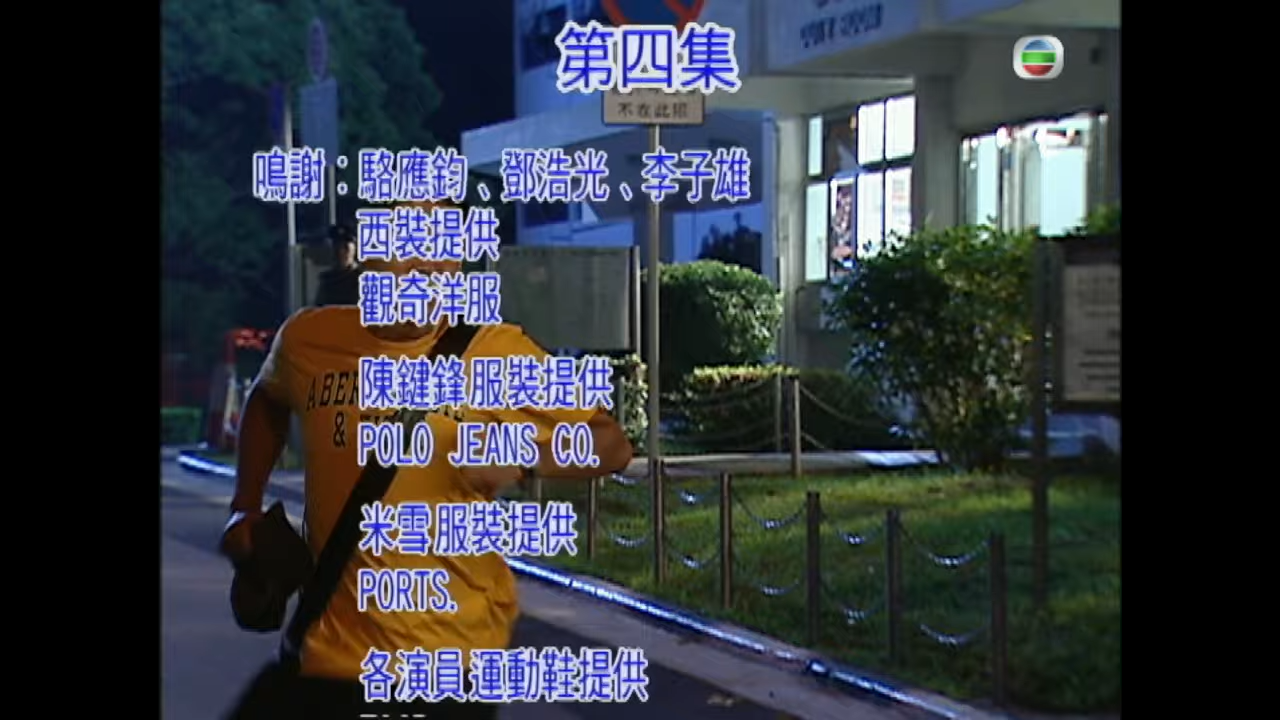 第四集
不在此限
鳴謝：駱應鈞、鄧浩光、李子雄
西裝提供
觀奇洋服
陳鍵鋒服裝提供
ABER
&
POLO JEANS CO.
米雪服裝提供
PORTS.
各演員運動鞋提供